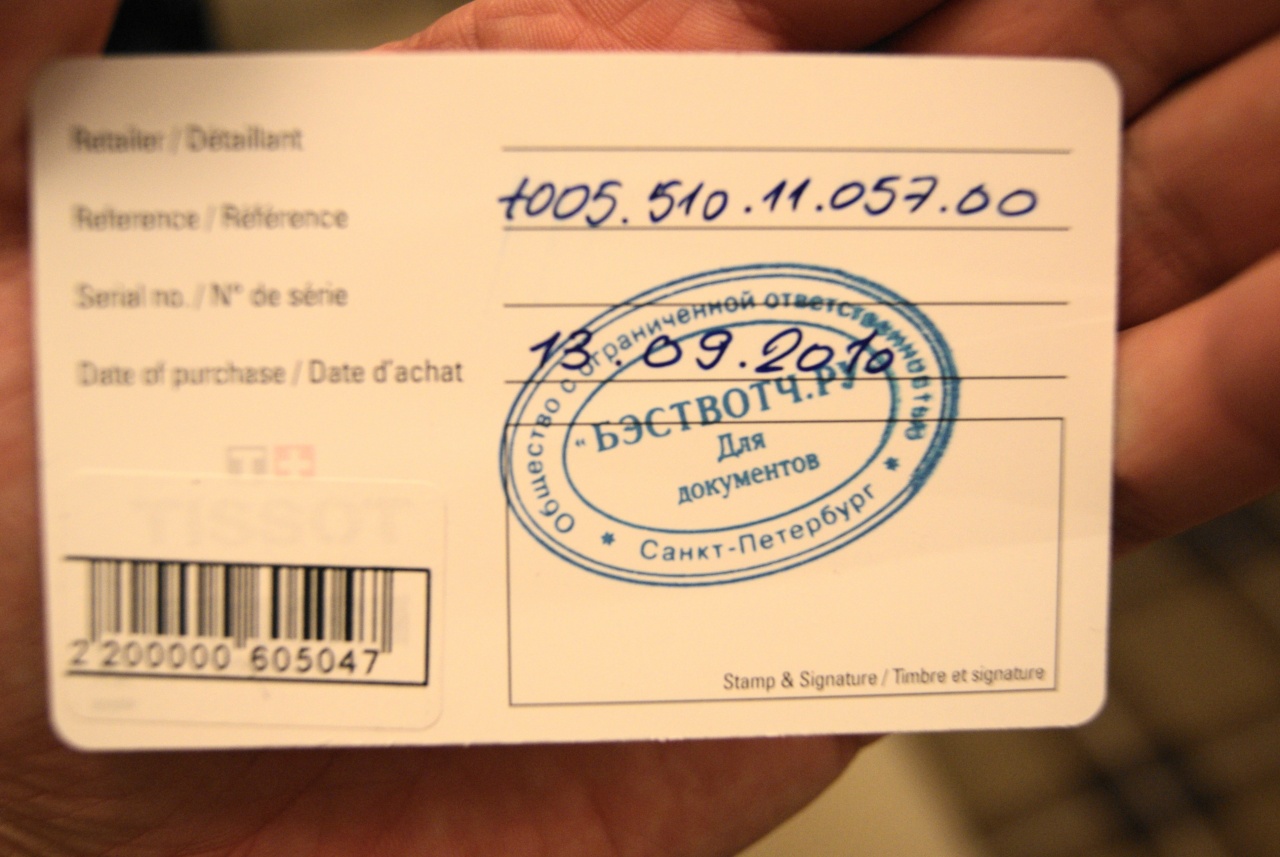 Retailer / Détaillant
Reference / Référence
t005.510.11.057.00
Serial no. / N° de série
Date of purchase / Date d'achat
13.09.2010
Общество с ограниченной ответственностью
"БЭСТВОТЧ.РУ
Для
документов
* Санкт-Петербург *
TISSOT
2 200000 605047
Stamp & Signature / Timbre et signature